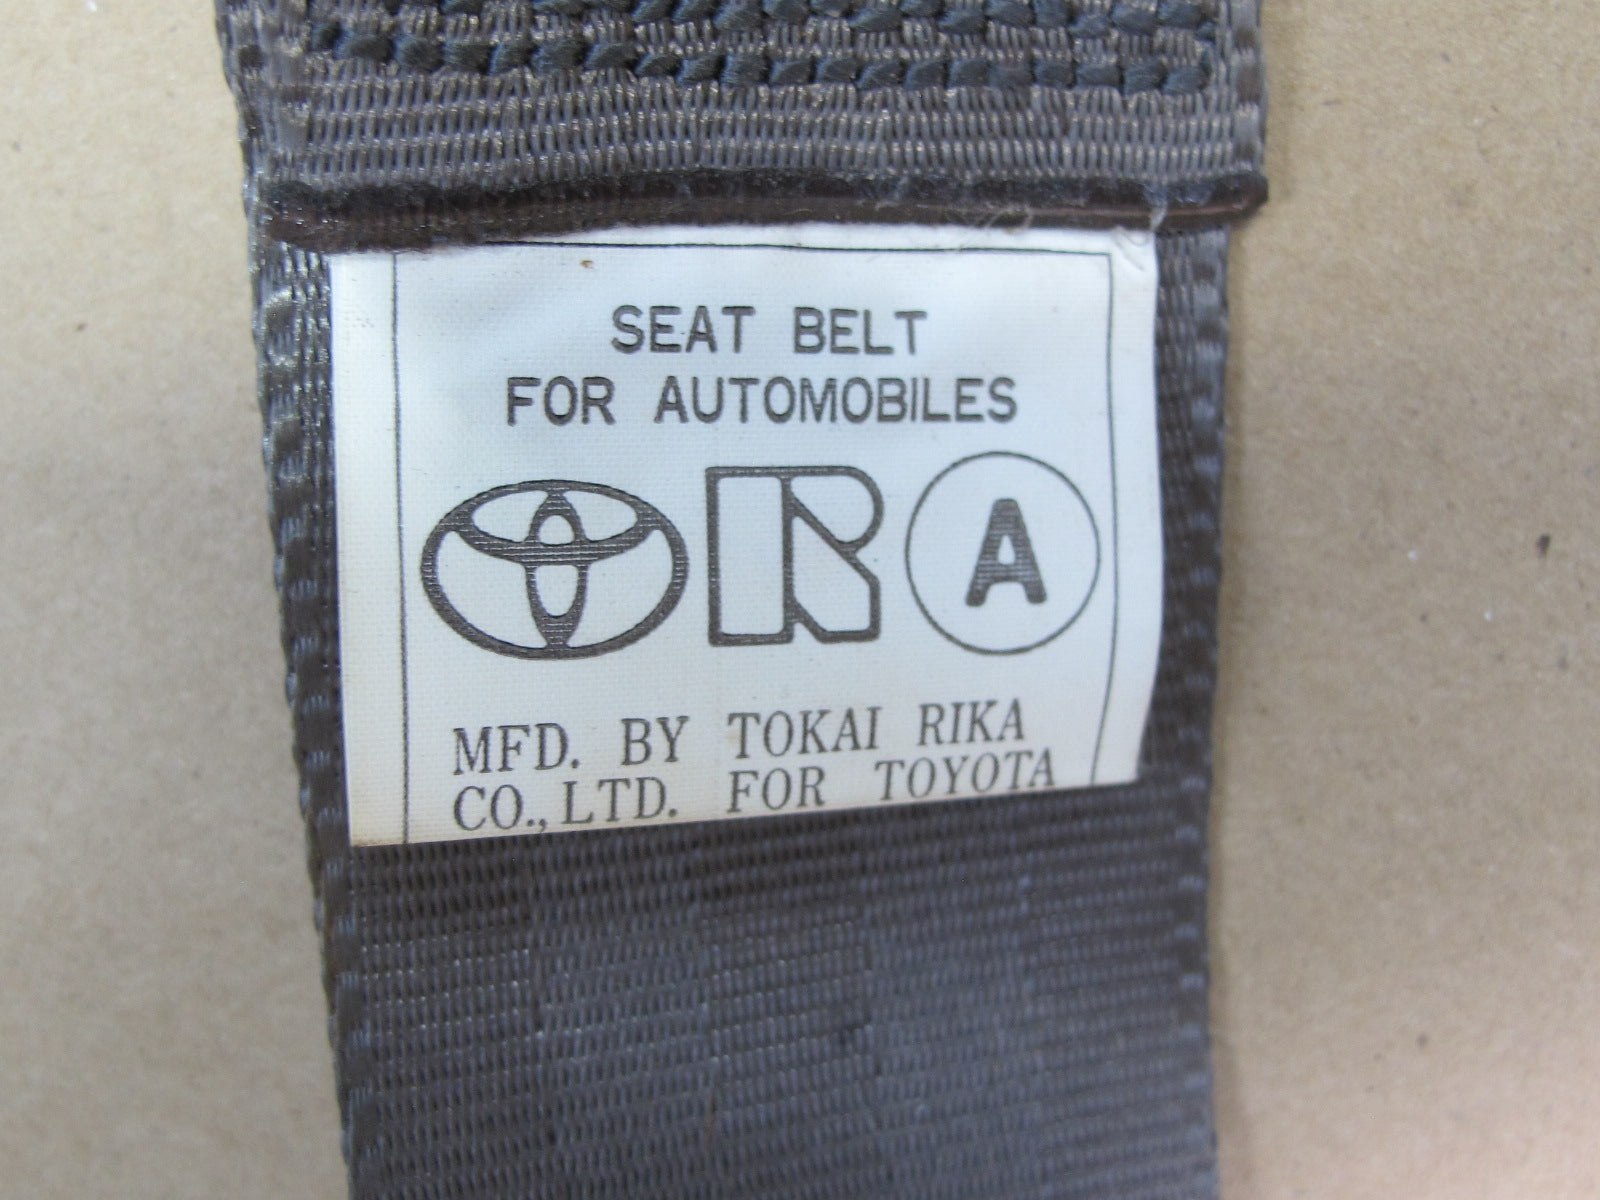 SEAT BELT
FOR AUTOMOBILES
R A
MFD. BY TOKAI RIKA
CO.,LTD. FOR TOYOTA